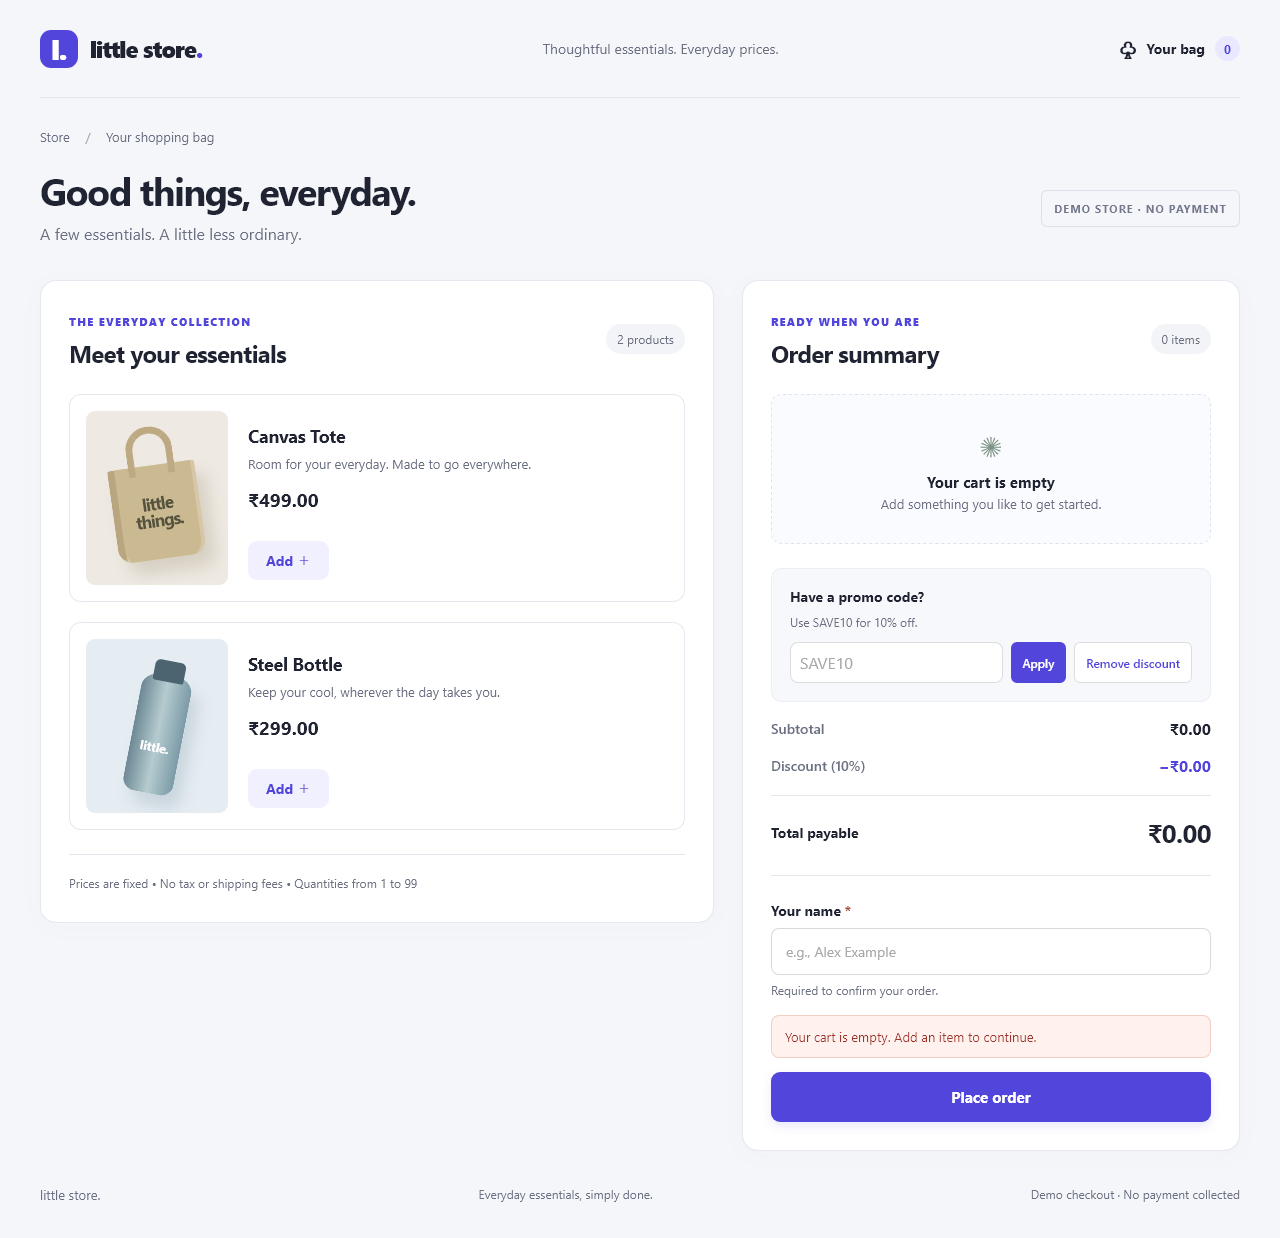 l.
little store.
Thoughtful essentials. Everyday prices.
Your bag 0
Store / Your shopping bag
Good things, everyday.
A few essentials. A little less ordinary.
DEMO STORE · NO PAYMENT
THE EVERYDAY COLLECTION
Meet your essentials
2 products
little
things.
Canvas Tote
Room for your everyday. Made to go everywhere.
₹499.00
Add +
little.
Steel Bottle
Keep your cool, wherever the day takes you.
₹299.00
Add +
Prices are fixed • No tax or shipping fees • Quantities from 1 to 99
READY WHEN YOU ARE
Order summary
0 items
Your cart is empty
Add something you like to get started.
Have a promo code?
Use SAVE10 for 10% off.
SAVE10 Apply Remove discount
Subtotal ₹0.00
Discount (10%) −₹0.00
Total payable ₹0.00
Your name *
e.g., Alex Example
Required to confirm your order.
Your cart is empty. Add an item to continue.
Place order
little store.
Everyday essentials, simply done.
Demo checkout · No payment collected